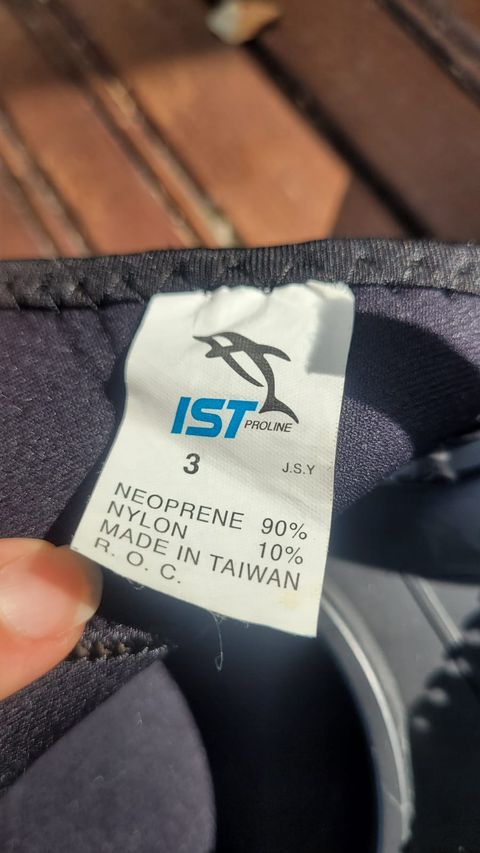 IST PROLINE
3 J.S.Y
NEOPRENE 90%
NYLON 10%
MADE IN TAIWAN
R. O. C.